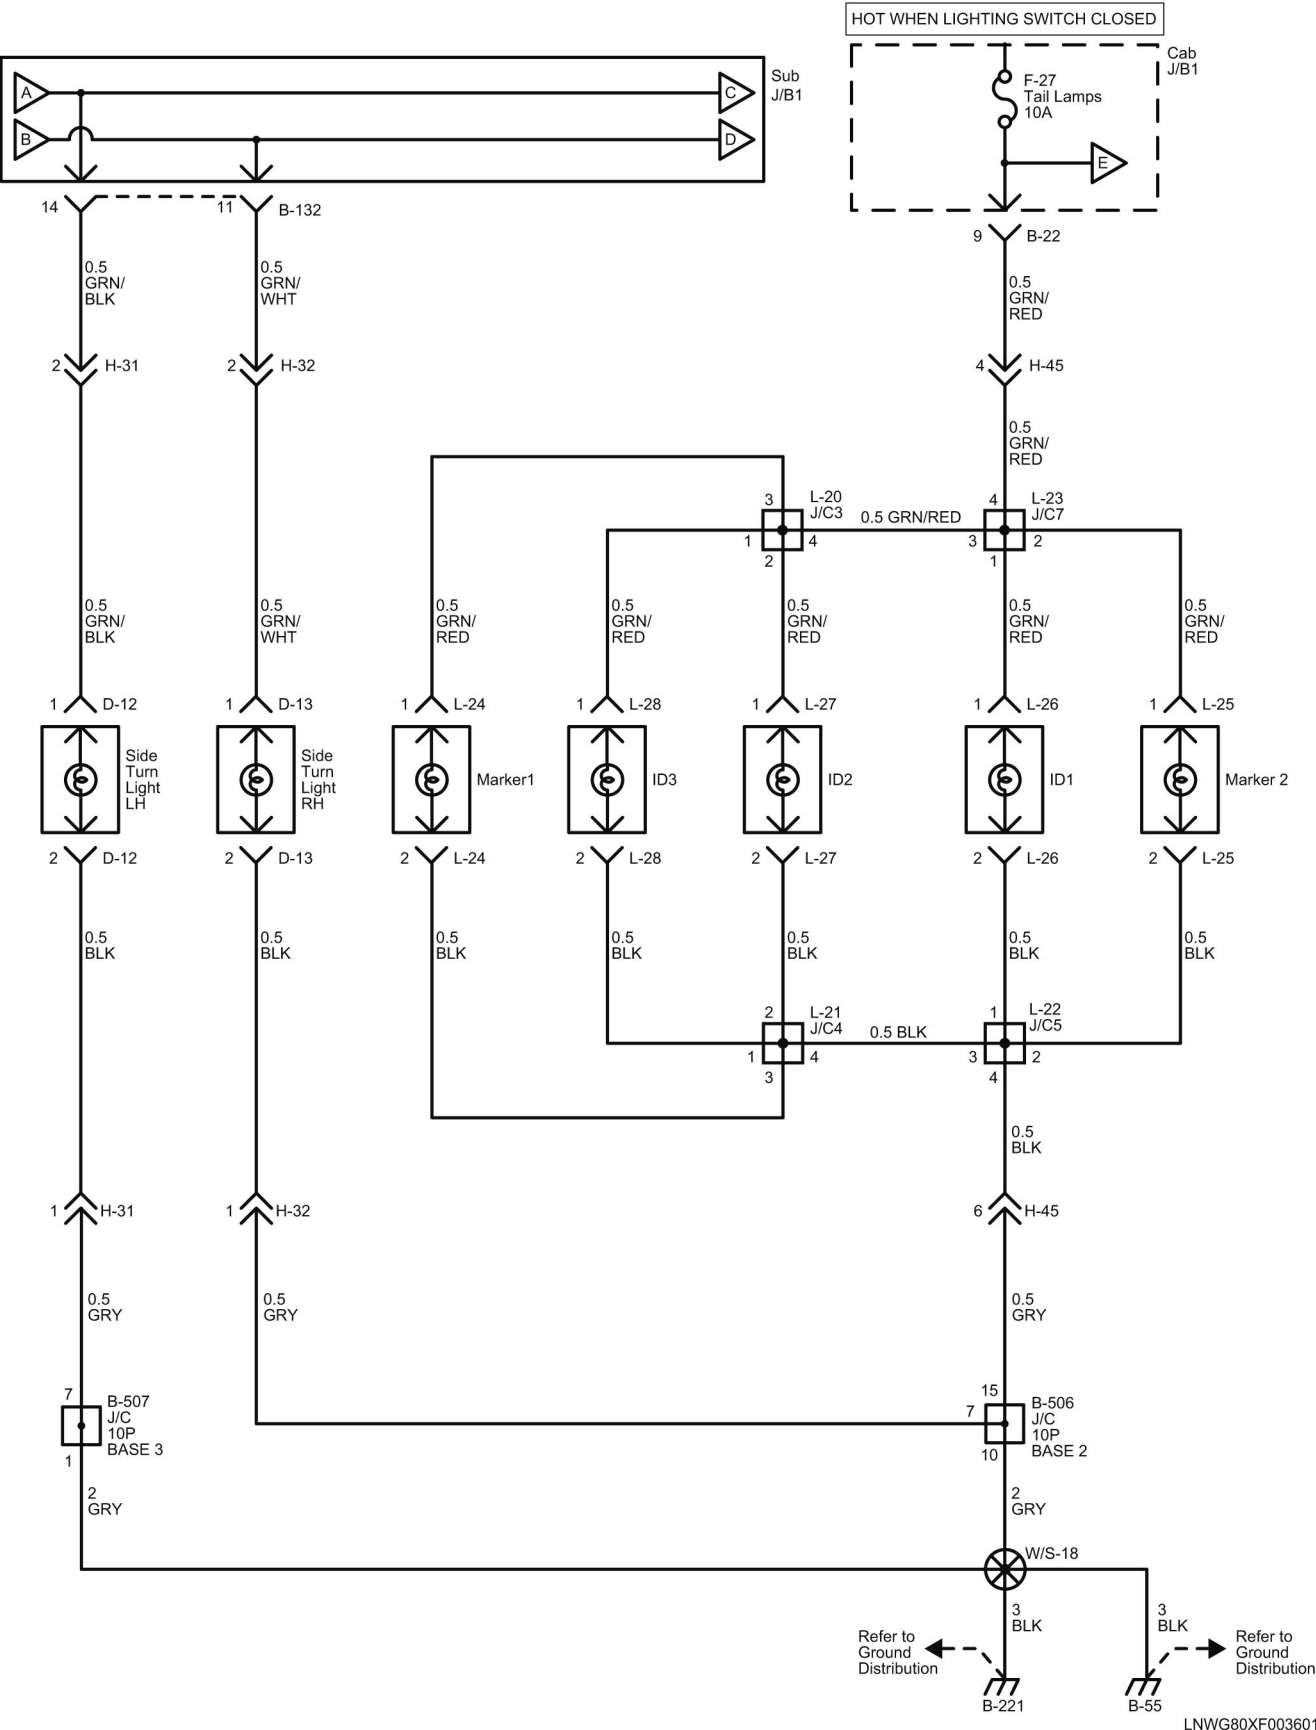 HOT WHEN LIGHTING SWITCH CLOSED
Cab
J/B1
Sub
J/B1
A
C
B
D
F-27
Tail Lamps
10A
E
14
11
B-132
9
B-22
0.5
GRN/
BLK
0.5
GRN/
WHT
0.5
GRN/
RED
2
H-31
2
H-32
4
H-45
0.5
GRN/
RED
3
L-20
J/C3
1
4
2
0.5 GRN/RED
4
L-23
J/C7
3
2
1
0.5
GRN/
BLK
0.5
GRN/
WHT
0.5
GRN/
RED
0.5
GRN/
RED
0.5
GRN/
RED
0.5
GRN/
RED
0.5
GRN/
RED
1
D-12
1
D-13
1
L-24
1
L-28
1
L-27
1
L-26
1
L-25
Side
Turn
Light
LH
Side
Turn
Light
RH
Marker1
ID3
ID2
ID1
Marker 2
2
D-12
2
D-13
2
L-24
2
L-28
2
L-27
2
L-26
2
L-25
0.5
BLK
0.5
BLK
0.5
BLK
0.5
BLK
0.5
BLK
0.5
BLK
0.5
BLK
2
L-21
J/C4
1
4
3
0.5 BLK
1
L-22
J/C5
3
2
4
0.5
BLK
1
H-31
1
H-32
6
H-45
0.5
GRY
0.5
GRY
0.5
GRY
7
B-507
J/C
10P
BASE 3
1
15
7
B-506
J/C
10P
BASE 2
10
2
GRY
2
GRY
W/S-18
3
BLK
3
BLK
Refer to
Ground
Distribution
Refer to
Ground
Distribution
B-221
B-55
LNWG80XF003601